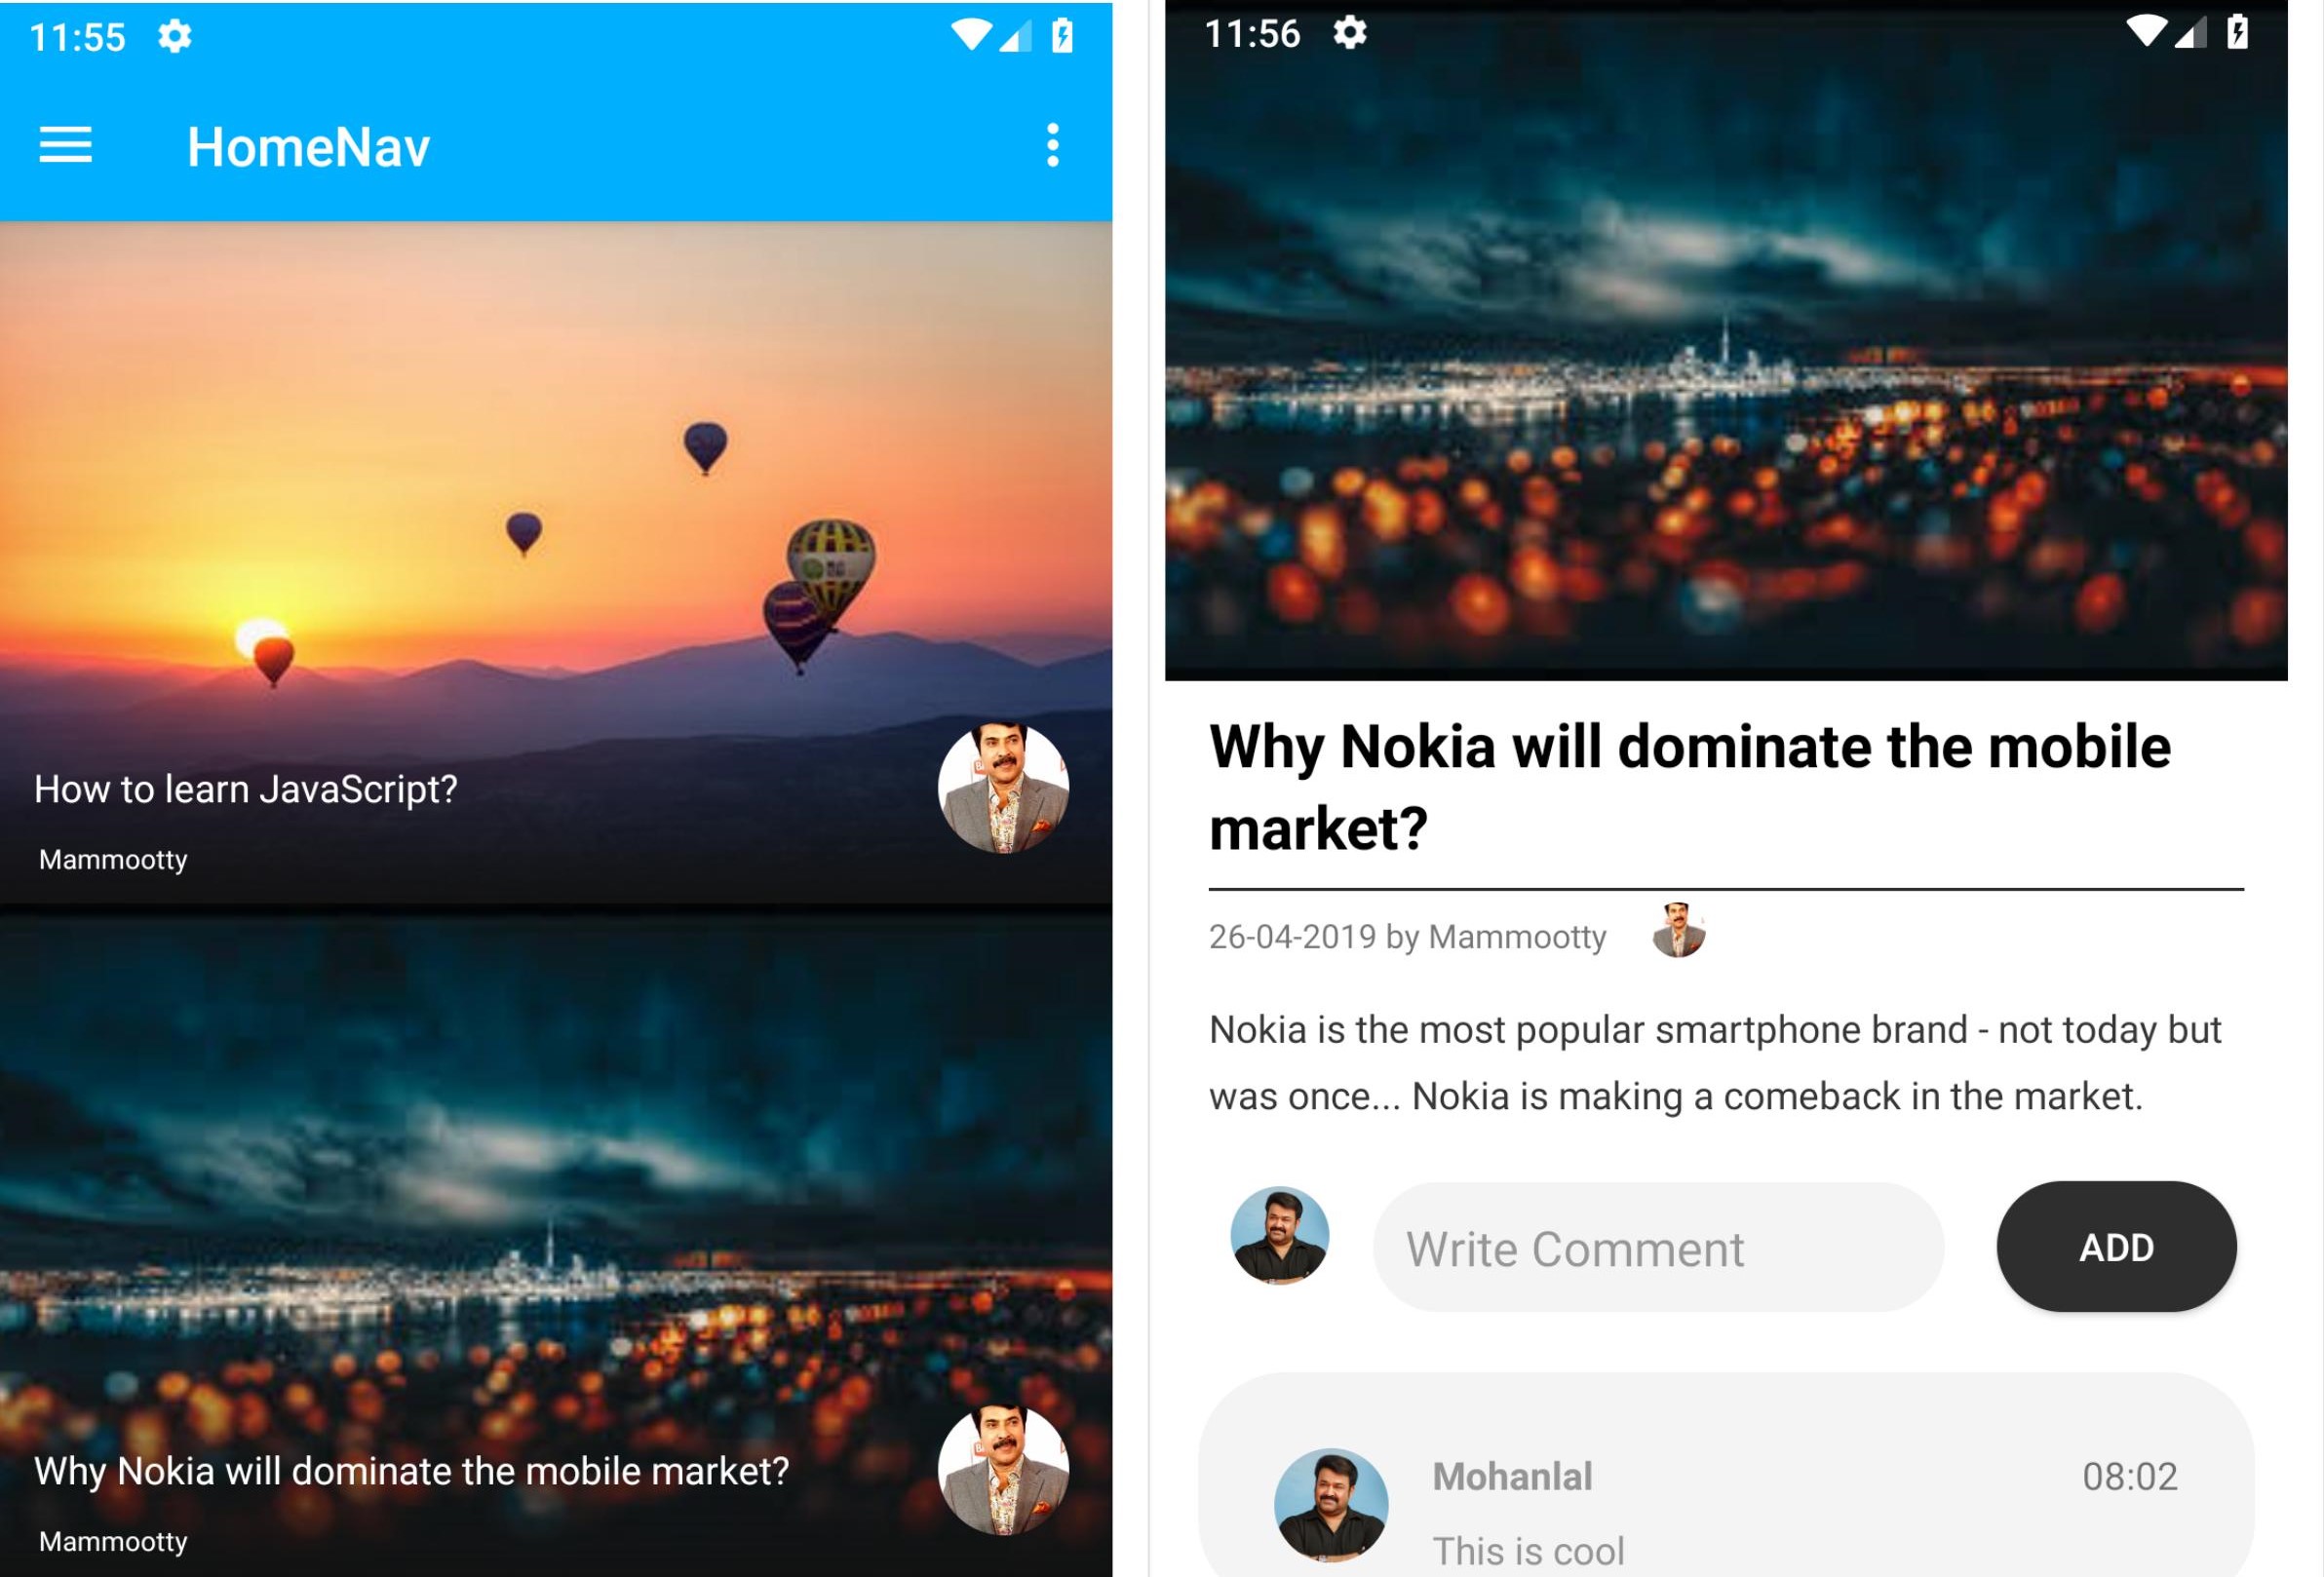 11:55
HomeNav
How to learn JavaScript?
Mammootty
Why Nokia will dominate the mobile market?
Mammootty
11:56
Why Nokia will dominate the mobile
market?
26-04-2019 by Mammootty
Nokia is the most popular smartphone brand - not today but
was once... Nokia is making a comeback in the market.
Write Comment
ADD
Mohanlal
08:02
This is cool